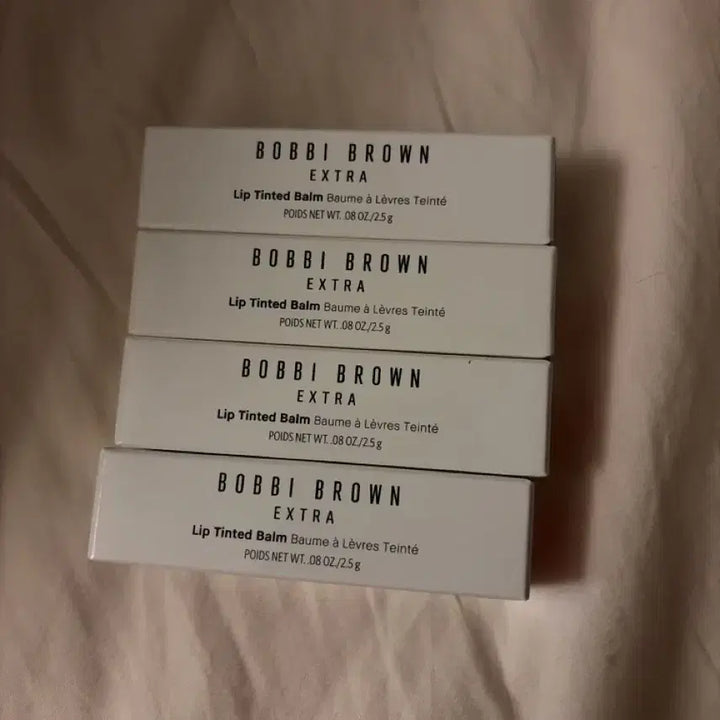 BOBBI BROWN
EXTRA
Lip Tinted Balm Baume à Lèvres Teinté
POIDS NET WT. .08 OZ./2.5 g
BOBBI BROWN
EXTRA
Lip Tinted Balm Baume à Lèvres Teinté
POIDS NET WT. .08 OZ./2.5 g
BOBBI BROWN
EXTRA
Lip Tinted Balm Baume à Lèvres Teinté
POIDS NET WT. .08 OZ./2.5 g
BOBBI BROWN
EXTRA
Lip Tinted Balm Baume à Lèvres Teinté
POIDS NET WT. .08 OZ./2.5 g